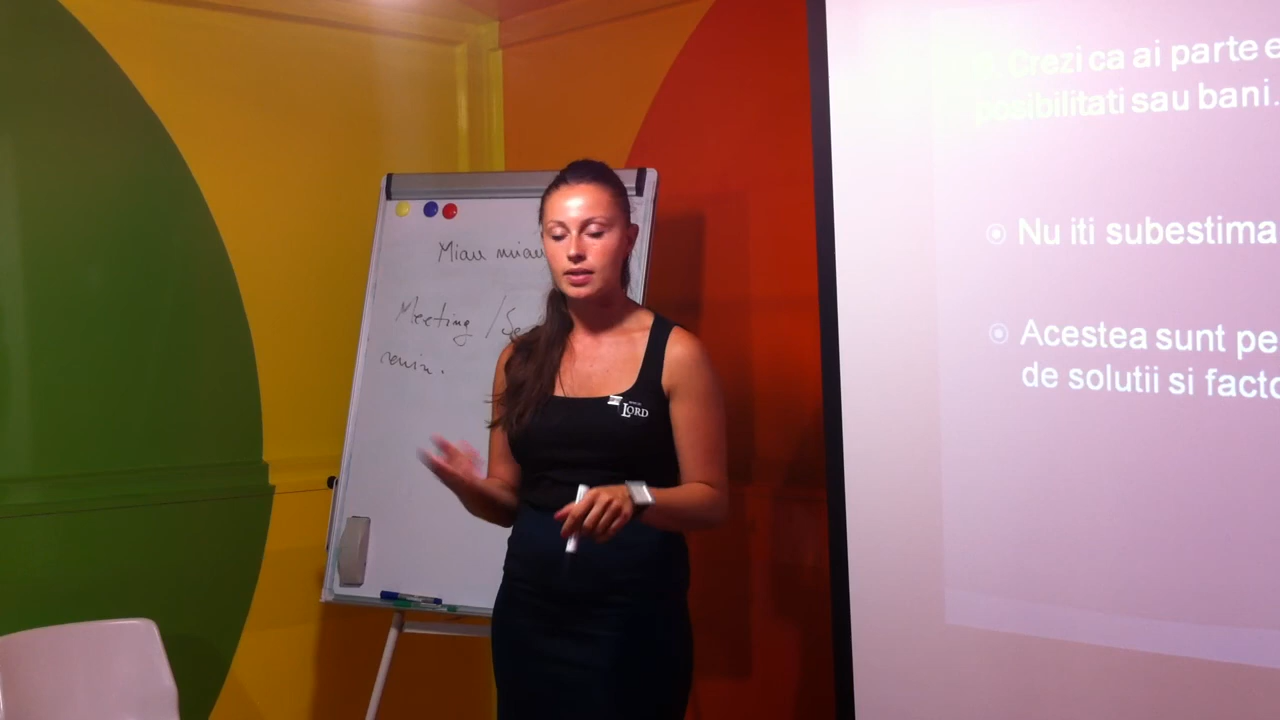 Miau miau
Meeting /Se
LORD
. Crezi ca ai parte e
posibilitati sau bani.
Nu iti subestima
Acestea sunt pe
de solutii si facto